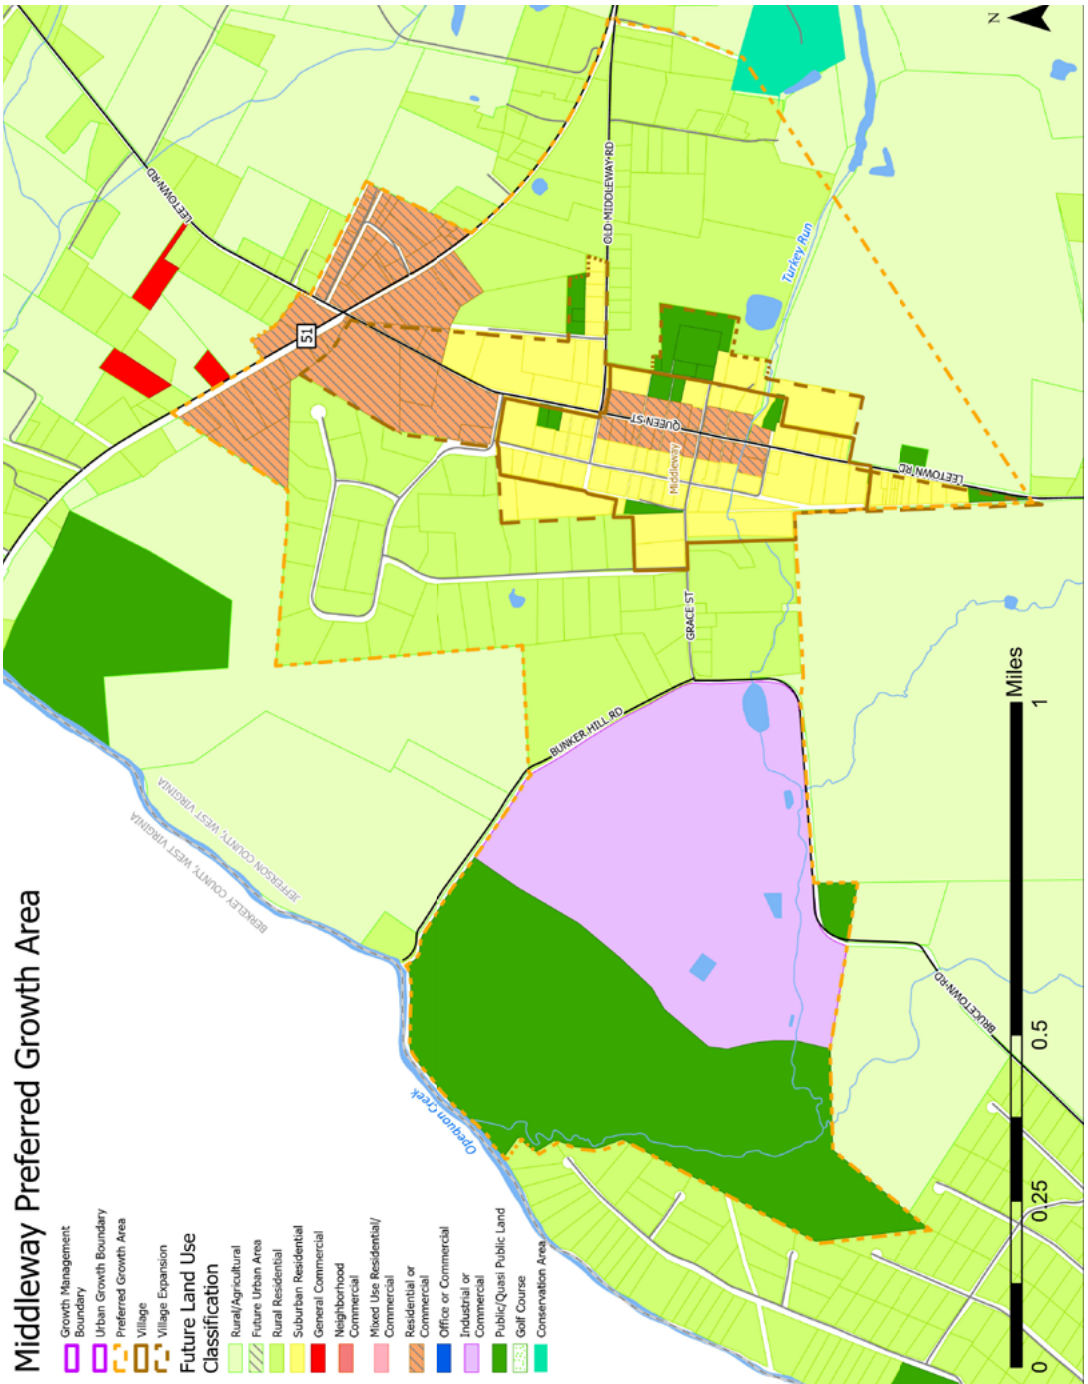 Middleway Preferred Growth Area
Growth Management
Boundary
Urban Growth Boundary
Preferred Growth Area
Village
Village Expansion
Future Land Use
Classification
Rural/Agricultural
Future Urban Area
Rural Residential
Suburban Residential
General Commercial
Neighborhood
Commercial
Mixed Use Residential/
Commercial
Residential or
Commercial
Office or Commercial
Industrial or
Commercial
Public/Quasi Public Land
Golf Course
Conservation Area
BERKELEY COUNTY, WEST VIRGINIA
JEFFERSON COUNTY, WEST VIRGINIA
Opequon Creek
BUNKER HILL RD
GRACE ST
BRUCETOWN RD
LEETOWN RD
51
OLD MIDDLEWAY RD
QUEEN ST
Middleway
Turkey Run
LEETOWN RD
N
0
0.25
0.5
1
Miles